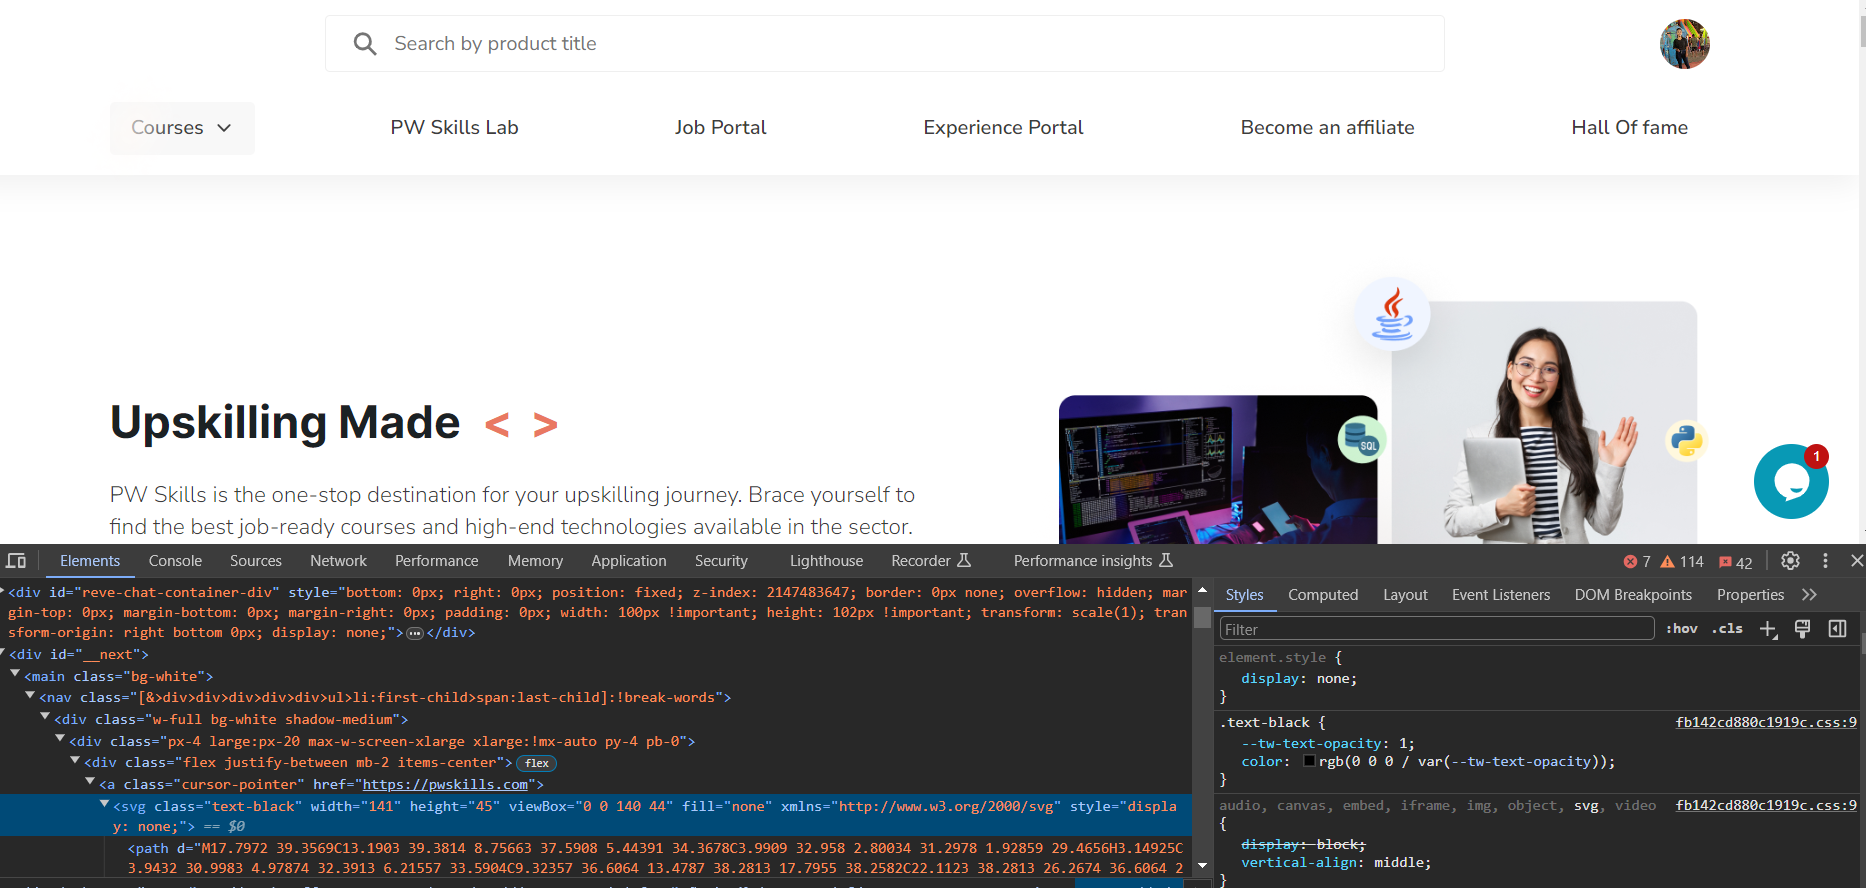 Search by product title
Courses
PW Skills Lab
Job Portal
Experience Portal
Become an affiliate
Hall Of fame
Upskilling Made < >
PW Skills is the one-stop destination for your upskilling journey. Brace yourself to
find the best job-ready courses and high-end technologies available in the sector.
SQL
1
Elements Console Sources Network Performance Memory Application Security Lighthouse Recorder Performance insights 7 114 42
<div id="reve-chat-container-div" style="bottom: 0px; right: 0px; position: fixed; z-index: 2147483647; border: 0px none; overflow: hidden; mar
gin-top: 0px; margin-bottom: 0px; margin-right: 0px; padding: 0px; width: 100px !important; height: 102px !important; transform: scale(1); tran
sform-origin: right bottom 0px; display: none;">…</div>
<div id="__next">
<main class="bg-white">
<nav class="[&>div>div>div>div>div>ul>li:first-child>span:last-child]:!break-words">
<div class="w-full bg-white shadow-medium">
<div class="px-4 large:px-20 max-w-screen-xlarge xlarge:!mx-auto py-4 pb-0">
<div class="flex justify-between mb-2 items-center"> flex
<a class="cursor-pointer" href="https://pwskills.com">
<svg class="text-black" width="141" height="45" viewBox="0 0 140 44" fill="none" xmlns="http://www.w3.org/2000/svg" style="displa
y: none;"> == $0
<path d="M17.7972 39.3569C13.1903 39.3814 8.75663 37.5908 5.44391 34.3678C3.9909 32.958 2.80034 31.2978 1.92859 29.4656H3.14925C
3.9432 30.9983 4.97874 32.3913 6.21557 33.5904C9.32357 36.6064 13.4787 38.2813 17.7955 38.2582C22.1123 38.2813 26.2674 36.6064 2
Styles Computed Layout Event Listeners DOM Breakpoints Properties
Filter :hov .cls
element.style {
display: none;
}
.text-black { fb142cd880c1919c.css:9
--tw-text-opacity: 1;
color: rgb(0 0 0 / var(--tw-text-opacity));
}
audio, canvas, embed, iframe, img, object, svg, video fb142cd880c1919c.css:9
{
display: block;
vertical-align: middle;
}